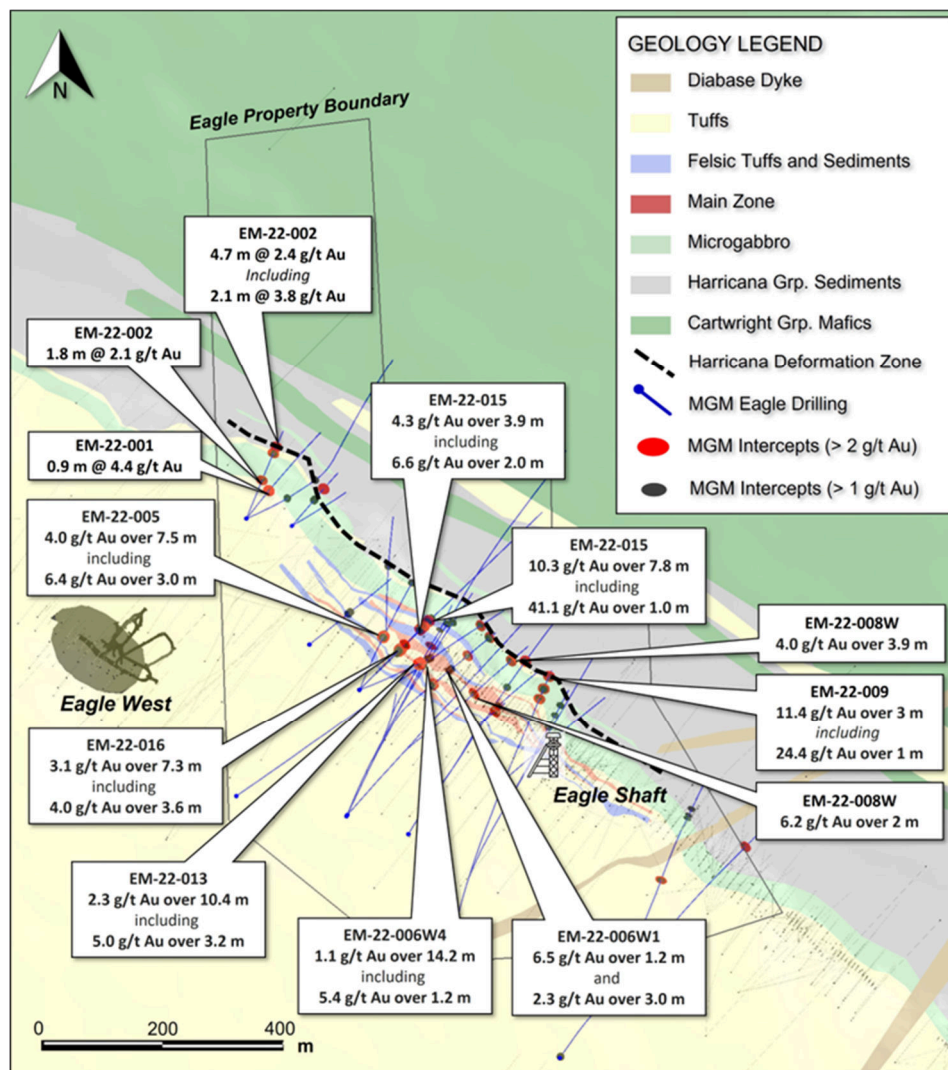 N
Eagle Property Boundary
GEOLOGY LEGEND
Diabase Dyke
Tuffs
Felsic Tuffs and Sediments
Main Zone
Microgabbro
Harricana Grp. Sediments
Cartwright Grp. Mafics
Harricana Deformation Zone
MGM Eagle Drilling
MGM Intercepts (> 2 g/t Au)
MGM Intercepts (> 1 g/t Au)
EM-22-002
4.7 m @ 2.4 g/t Au
Including
2.1 m @ 3.8 g/t Au
EM-22-002
1.8 m @ 2.1 g/t Au
EM-22-001
0.9 m @ 4.4 g/t Au
EM-22-015
4.3 g/t Au over 3.9 m
including
6.6 g/t Au over 2.0 m
EM-22-005
4.0 g/t Au over 7.5 m
including
6.4 g/t Au over 3.0 m
EM-22-015
10.3 g/t Au over 7.8 m
including
41.1 g/t Au over 1.0 m
EM-22-008W
4.0 g/t Au over 3.9 m
EM-22-009
11.4 g/t Au over 3 m
including
24.4 g/t Au over 1 m
Eagle West
EM-22-016
3.1 g/t Au over 7.3 m
including
4.0 g/t Au over 3.6 m
Eagle Shaft
EM-22-008W
6.2 g/t Au over 2 m
EM-22-013
2.3 g/t Au over 10.4 m
including
5.0 g/t Au over 3.2 m
EM-22-006W4
1.1 g/t Au over 14.2 m
including
5.4 g/t Au over 1.2 m
EM-22-006W1
6.5 g/t Au over 1.2 m
and
2.3 g/t Au over 3.0 m
0 200 400
m